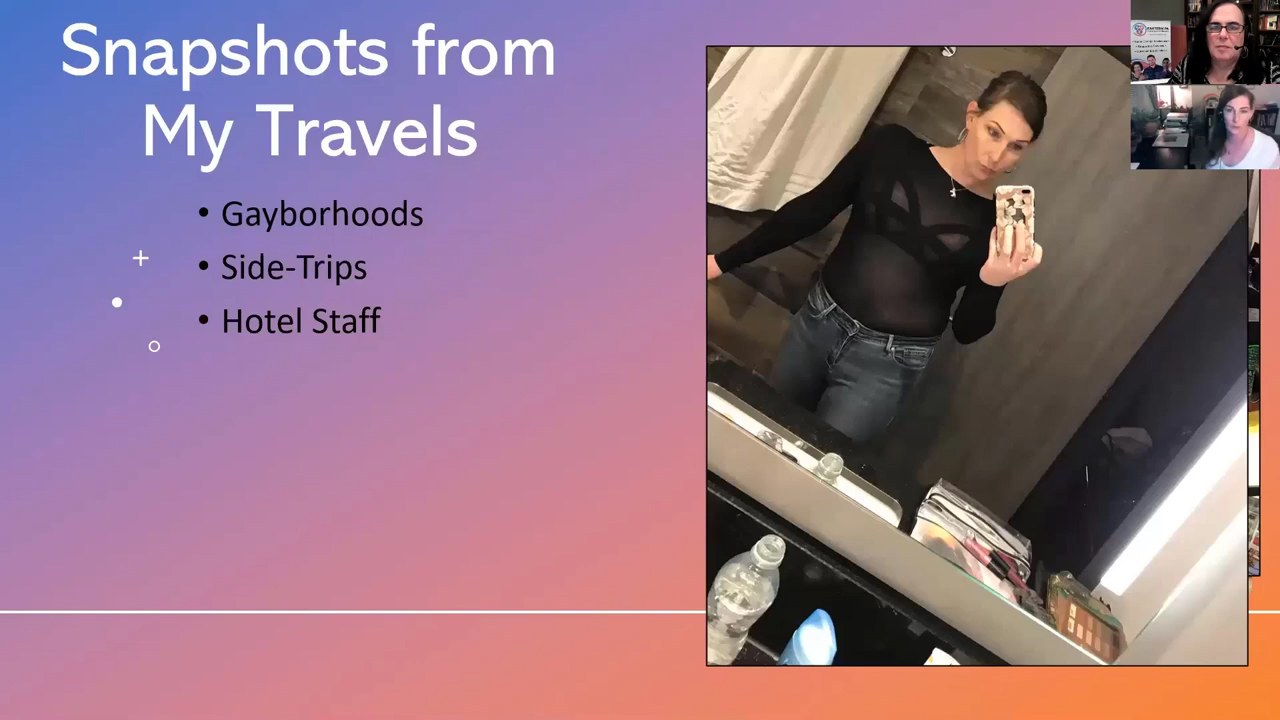 Snapshots from
My Travels
• Gayborhoods
• Side-Trips
• Hotel Staff